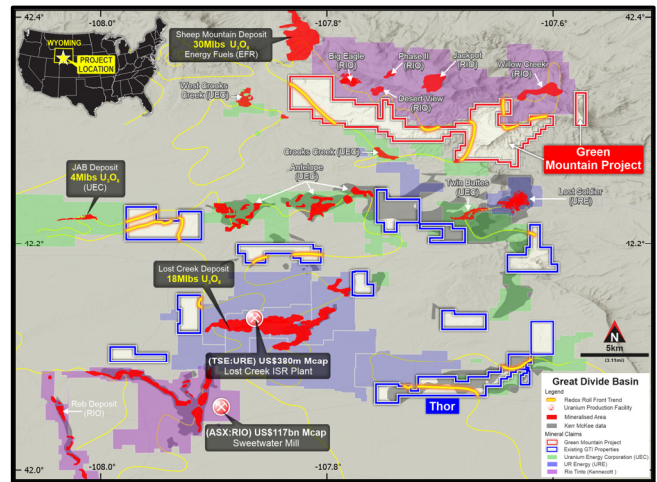 42.4
-108.0
-107.8
-107.6
42.4
WYOMING
PROJECT
LOCATION
Sheep Mountain Deposit
30Mlbs U₃O₈
Energy Fuels (EFR)
Big Eagle
(RIO)
Phase II
(RIO)
Jackpot
(RIO)
Willow Creek
(RIO)
Desert View
(RIO)
West Crooks
Creek (UEC)
Crooks Creek (UEC)
Green
Mountain Project
JAB Deposit
4Mlbs U₃O₈
(UEC)
Antelope
(UEC)
Twin Buttes
(UEC)
Lost Soldier
(URE)
42.2
42.2
Lost Creek Deposit
18Mlbs U₃O₈
(TSE:URE) US$380m Mcap
Lost Creek ISR Plant
N
5km
(3.11mi)
Reb Deposit
(RIO)
(ASX:RIO) US$117bn Mcap
Sweetwater Mill
Thor
Great Divide Basin
Legend
Redox Roll Front Trend
Uranium Production Facility
Mineralised Area
Kerr McKee data
Mineral Claims
Green Mountain Project
Existing GTI Properties
Uranium Energy Corporation (UEC)
UR Energy (URE)
Rio Tinto (Kennecott)
42.0
-108.0
-107.8